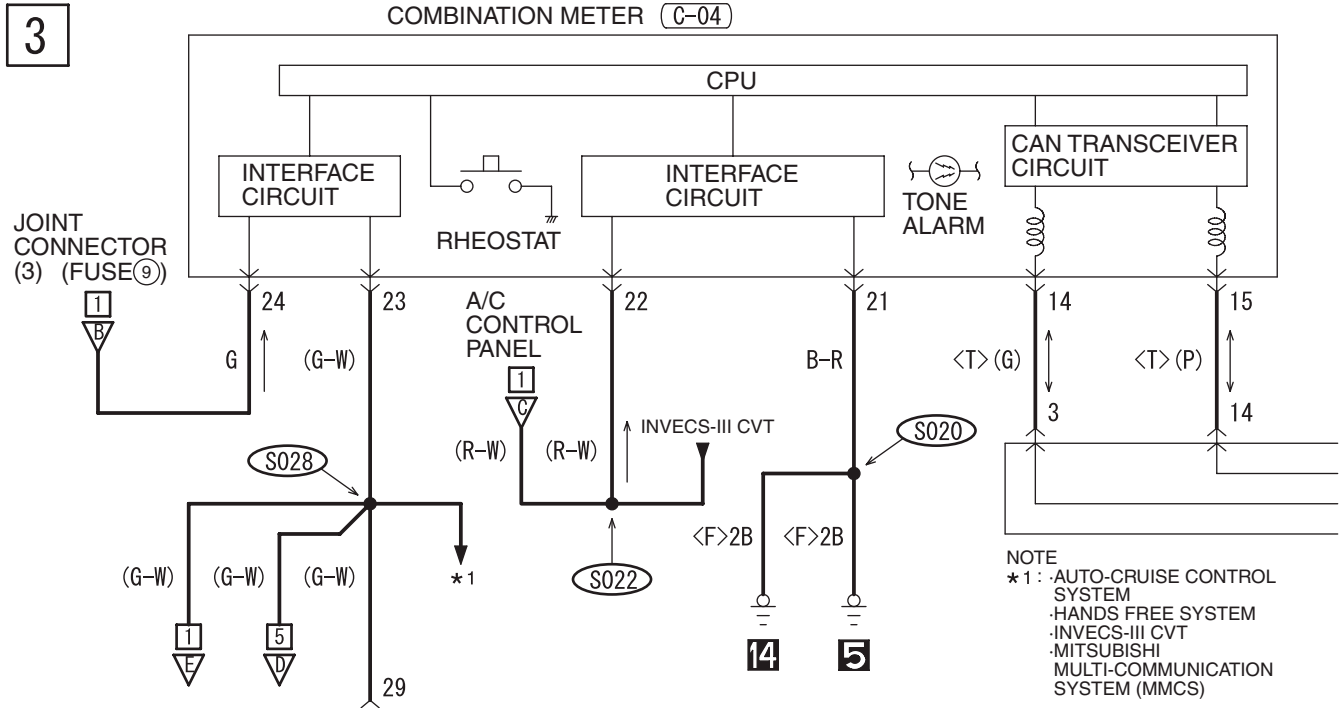 3
COMBINATION METER C-04
CPU
INTERFACE
CIRCUIT
RHEOSTAT
INTERFACE
CIRCUIT
TONE
ALARM
CAN TRANSCEIVER
CIRCUIT
JOINT
CONNECTOR
(3) (FUSE⑨)
1
B
24
23
A/C
CONTROL
PANEL
1
C
22
21
14
15
G
(G-W)
(R-W)
(R-W)
INVECS-III CVT
B-R
<T>(G)
<T>(P)
3
14
S028
S020
S022
(G-W)
(G-W)
(G-W)
*1
<F>2B
<F>2B
1
E
5
D
29
14
5
NOTE
*1: ·AUTO-CRUISE CONTROL
SYSTEM
·HANDS FREE SYSTEM
·INVECS-III CVT
·MITSUBISHI
MULTI-COMMUNICATION
SYSTEM (MMCS)